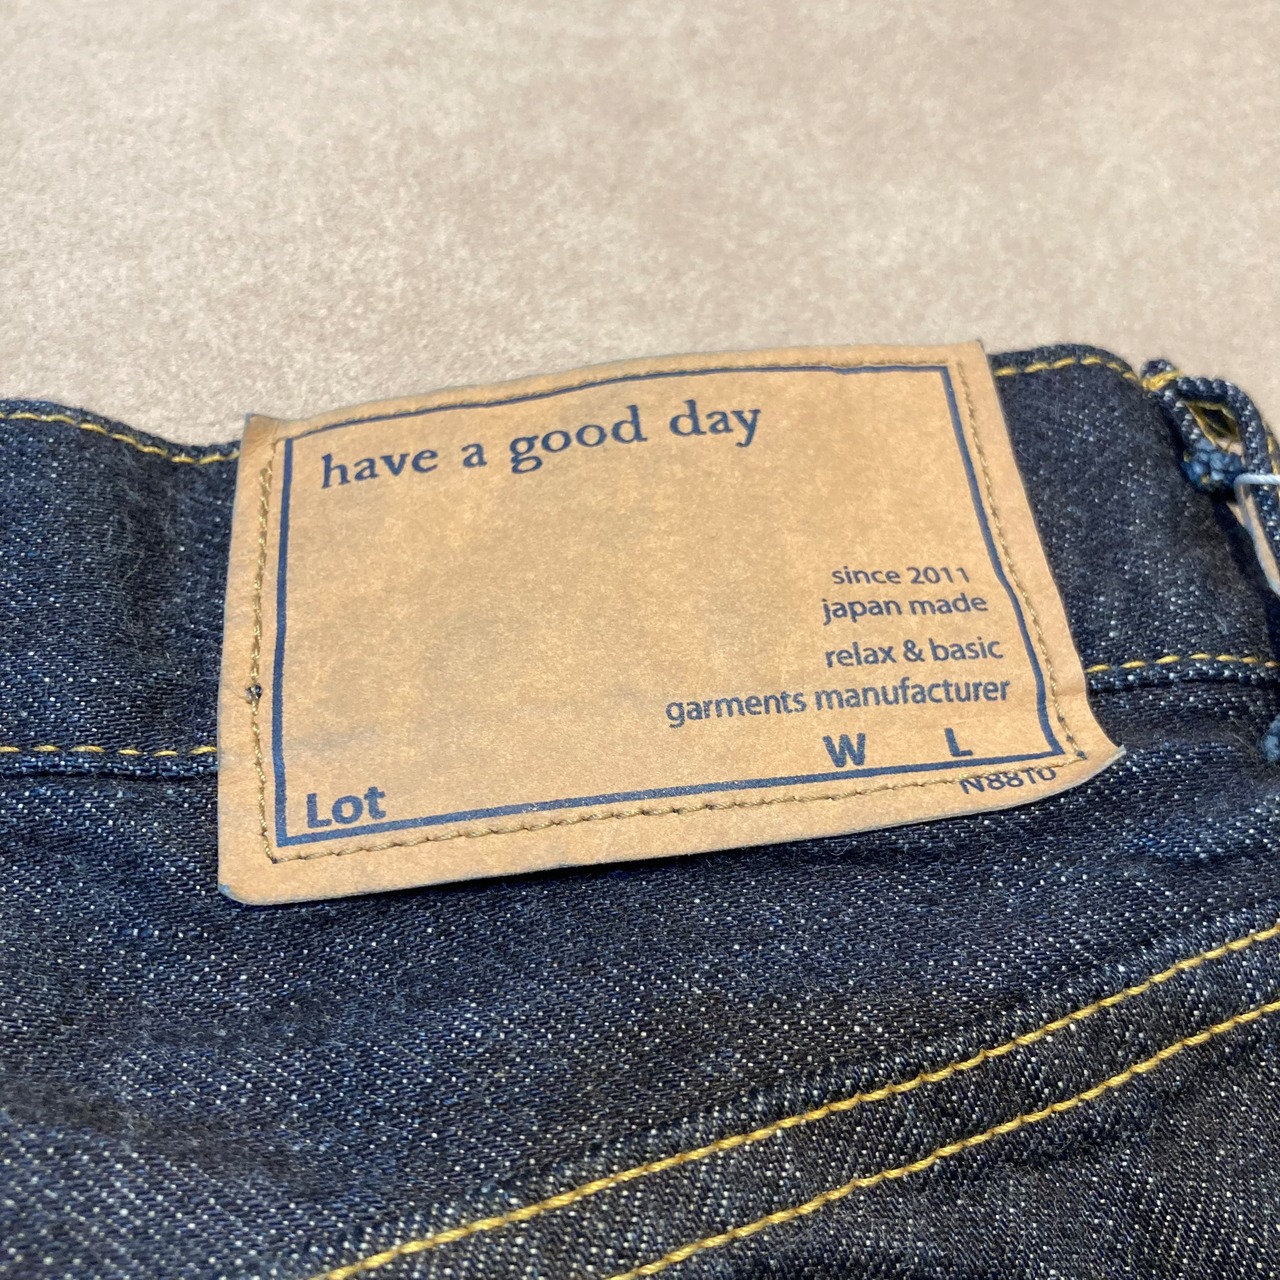 have a good day
since 2011
japan made
relax & basic
garments manufacturer
W L
Lot
N8810